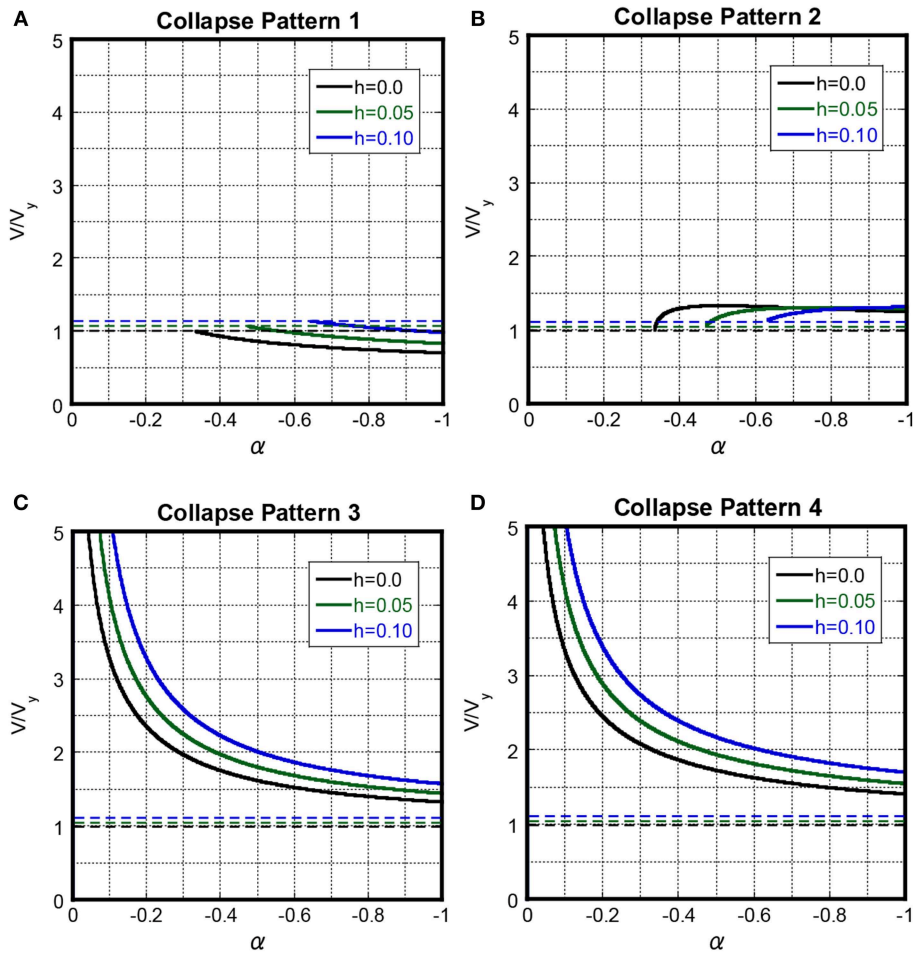 A
Collapse Pattern 1
5
4
3
2
1
0
V/Vy
h=0.0
h=0.05
h=0.10
0 -0.2 -0.4 -0.6 -0.8 -1
α
B
Collapse Pattern 2
5
4
3
2
1
0
V/Vy
h=0.0
h=0.05
h=0.10
0 -0.2 -0.4 -0.6 -0.8 -1
α
C
Collapse Pattern 3
5
4
3
2
1
0
V/Vy
h=0.0
h=0.05
h=0.10
0 -0.2 -0.4 -0.6 -0.8 -1
α
D
Collapse Pattern 4
5
4
3
2
1
0
V/Vy
h=0.0
h=0.05
h=0.10
0 -0.2 -0.4 -0.6 -0.8 -1
α